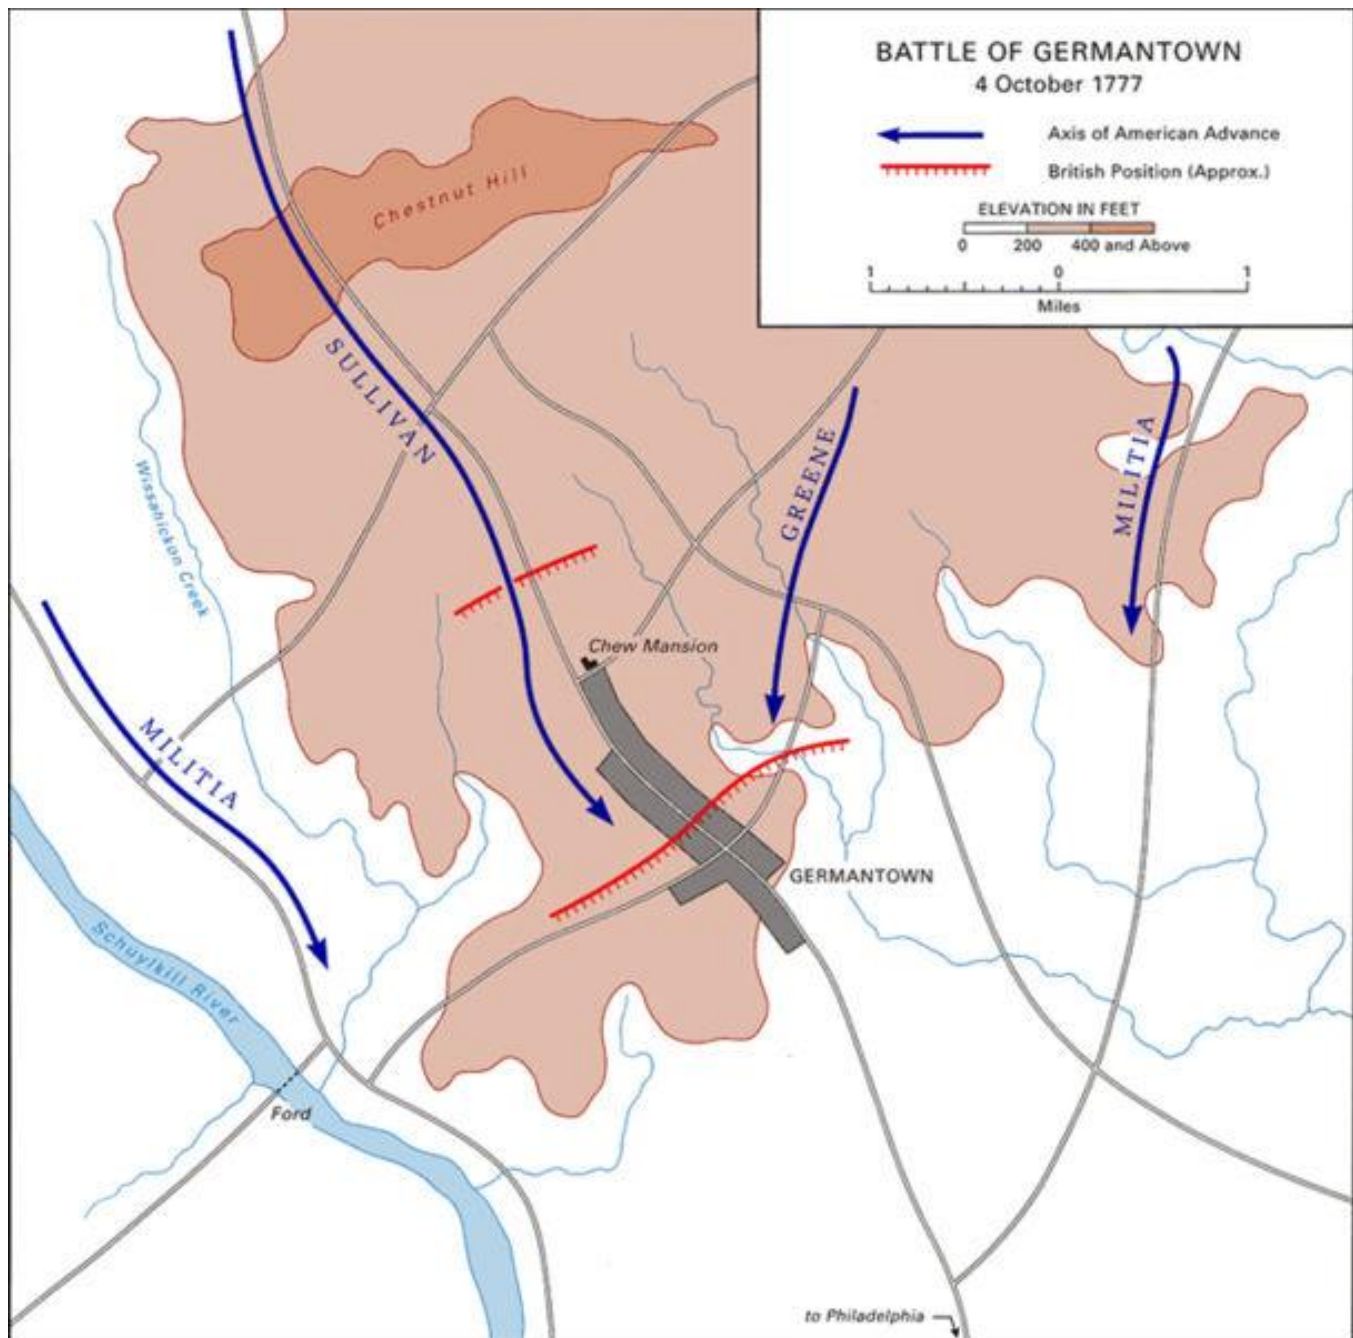 BATTLE OF GERMANTOWN
4 October 1777
Axis of American Advance
British Position (Approx.)
ELEVATION IN FEET
0 200 400 and Above
1 0 1
Miles
Chestnut Hill
SULLIVAN
GREENE
MILITIA
Wissahickon Creek
Chew Mansion
MILITIA
GERMANTOWN
Schuylkill River
Ford
to Philadelphia